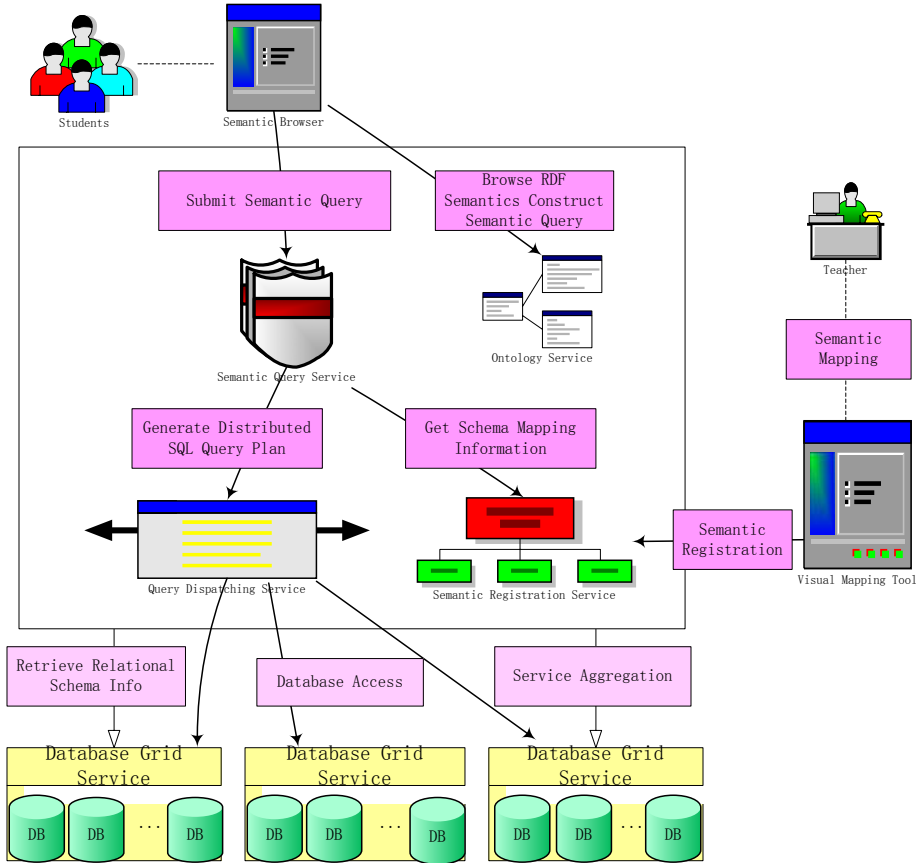 Students
Semantic Browser
Submit Semantic Query
Browse RDF
Semantics Construct
Semantic Query
Teacher
Semantic Query Service
Ontology Service
Semantic
Mapping
Generate Distributed
SQL Query Plan
Get Schema Mapping
Information
Semantic
Registration
Visual Mapping Tool
Query Dispatching Service
Semantic Registration Service
Retrieve Relational
Schema Info
Database Access
Service Aggregation
Database Grid
Service
DB DB ... DB
Database Grid
Service
DB DB ... DB
Database Grid
Service
DB DB ... DB